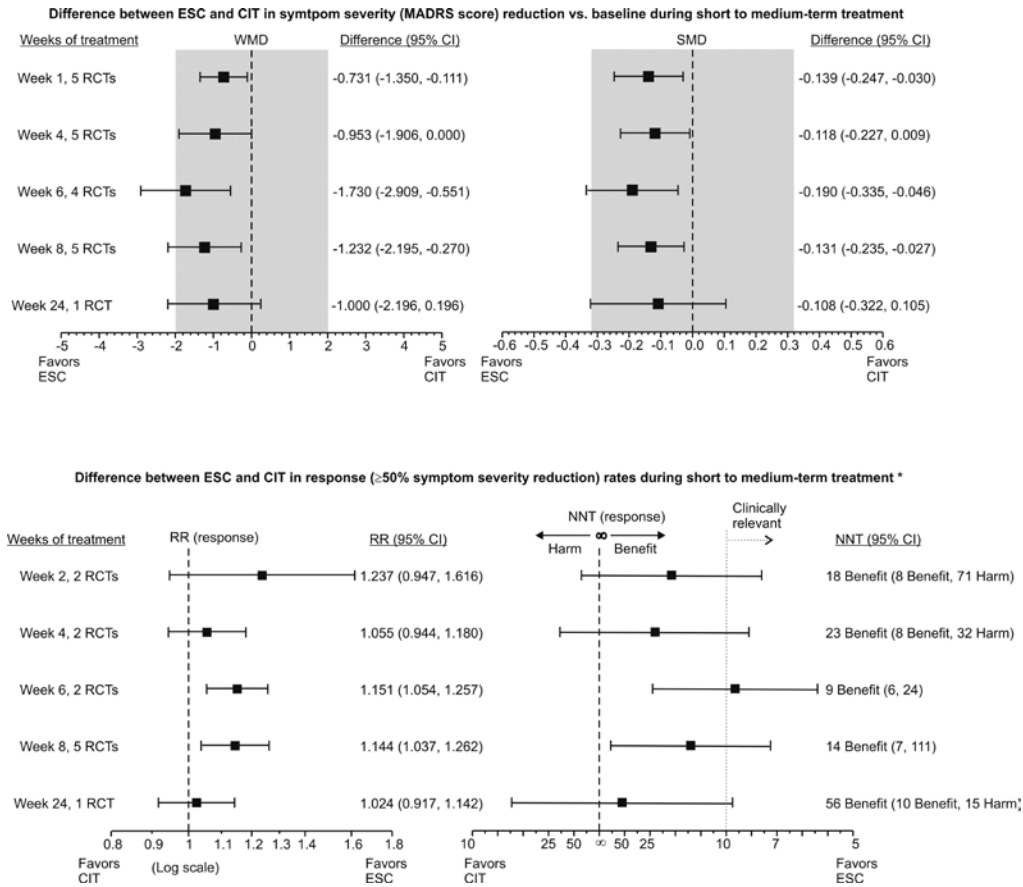 Difference between ESC and CIT in symtpom severity (MADRS score) reduction vs. baseline during short to medium-term treatment
Weeks of treatment WMD Difference (95% CI) SMD Difference (95% CI)
Week 1, 5 RCTs -0.731 (-1.350, -0.111) -0.139 (-0.247, -0.030)
Week 4, 5 RCTs -0.953 (-1.906, 0.000) -0.118 (-0.227, 0.009)
Week 6, 4 RCTs -1.730 (-2.909, -0.551) -0.190 (-0.335, -0.046)
Week 8, 5 RCTs -1.232 (-2.195, -0.270) -0.131 (-0.235, -0.027)
Week 24, 1 RCT -1.000 (-2.196, 0.196) -0.108 (-0.322, 0.105)
-5 -4 -3 -2 -1 0 1 2 3 4 5 -0.6 -0.5 -0.4 -0.3 -0.2 -0.1 0.0 0.1 0.2 0.3 0.4 0.5 0.6
Favors Favors Favors Favors
ESC CIT ESC CIT
Difference between ESC and CIT in response (≥50% symptom severity reduction) rates during short to medium-term treatment *
Clinically
NNT (response) relevant
Weeks of treatment RR (response) RR (95% CI) ∞ NNT (95% CI)
Harm Benefit
Week 2, 2 RCTs 1.237 (0.947, 1.616) 18 Benefit (8 Benefit, 71 Harm)
Week 4, 2 RCTs 1.055 (0.944, 1.180) 23 Benefit (8 Benefit, 32 Harm)
Week 6, 2 RCTs 1.151 (1.054, 1.257) 9 Benefit (6, 24)
Week 8, 5 RCTs 1.144 (1.037, 1.262) 14 Benefit (7, 111)
Week 24, 1 RCT 1.024 (0.917, 1.142) 56 Benefit (10 Benefit, 15 Harm)
0.8 0.9 1 1.1 1.2 1.3 1.4 1.6 1.8 10 25 50 ∞ 50 25 10 7 5
Favors (Log scale) Favors Favors Favors
CIT ESC CIT ESC